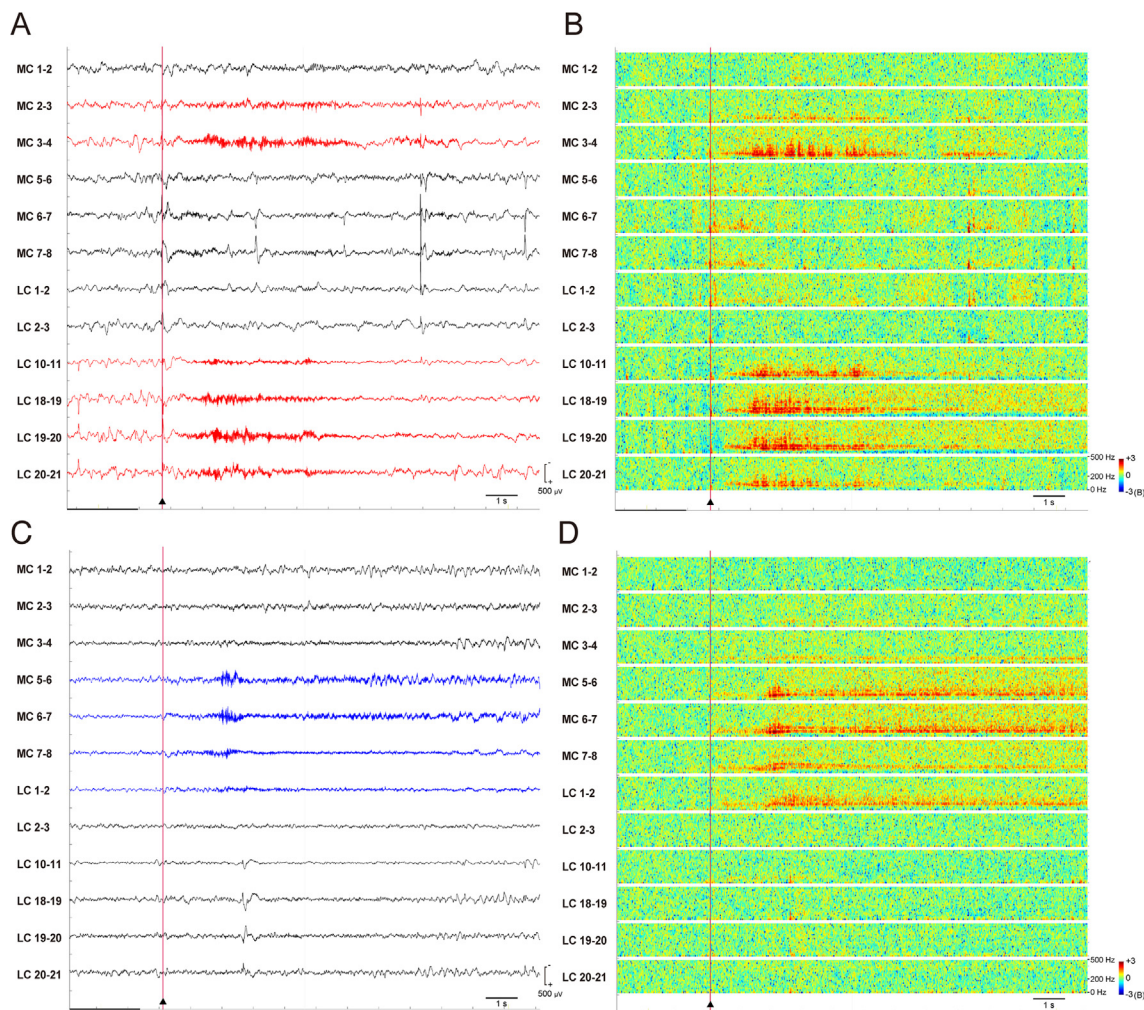 A
MC 1-2
MC 2-3
MC 3-4
MC 5-6
MC 6-7
MC 7-8
LC 1-2
LC 2-3
LC 10-11
LC 18-19
LC 19-20
LC 20-21
-
+
500 µV
1 s
B
MC 1-2
MC 2-3
MC 3-4
MC 5-6
MC 6-7
MC 7-8
LC 1-2
LC 2-3
LC 10-11
LC 18-19
LC 19-20
LC 20-21
500 Hz
200 Hz
0 Hz
+3
0
-3(B)
1 s
C
MC 1-2
MC 2-3
MC 3-4
MC 5-6
MC 6-7
MC 7-8
LC 1-2
LC 2-3
LC 10-11
LC 18-19
LC 19-20
LC 20-21
-
+
500 µV
1 s
D
MC 1-2
MC 2-3
MC 3-4
MC 5-6
MC 6-7
MC 7-8
LC 1-2
LC 2-3
LC 10-11
LC 18-19
LC 19-20
LC 20-21
500 Hz
200 Hz
0 Hz
+3
0
-3(B)
1 s